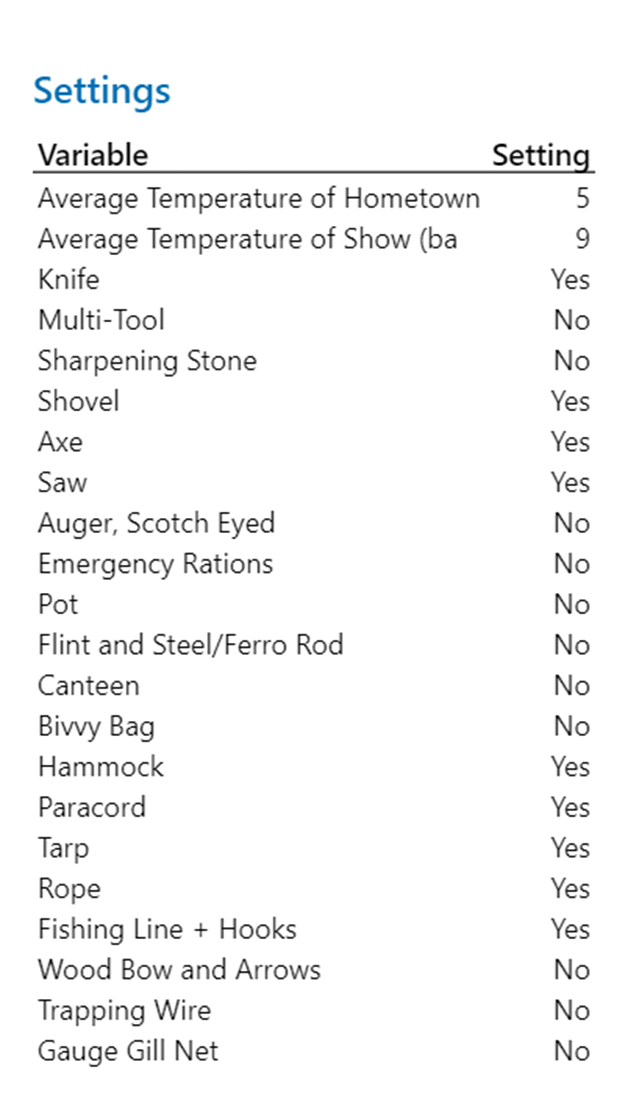 Settings
Variable Setting
Average Temperature of Hometown 5
Average Temperature of Show (ba 9
Knife Yes
Multi-Tool No
Sharpening Stone No
Shovel Yes
Axe Yes
Saw Yes
Auger, Scotch Eyed No
Emergency Rations No
Pot No
Flint and Steel/Ferro Rod No
Canteen No
Bivvy Bag No
Hammock Yes
Paracord Yes
Tarp Yes
Rope Yes
Fishing Line + Hooks Yes
Wood Bow and Arrows No
Trapping Wire No
Gauge Gill Net No